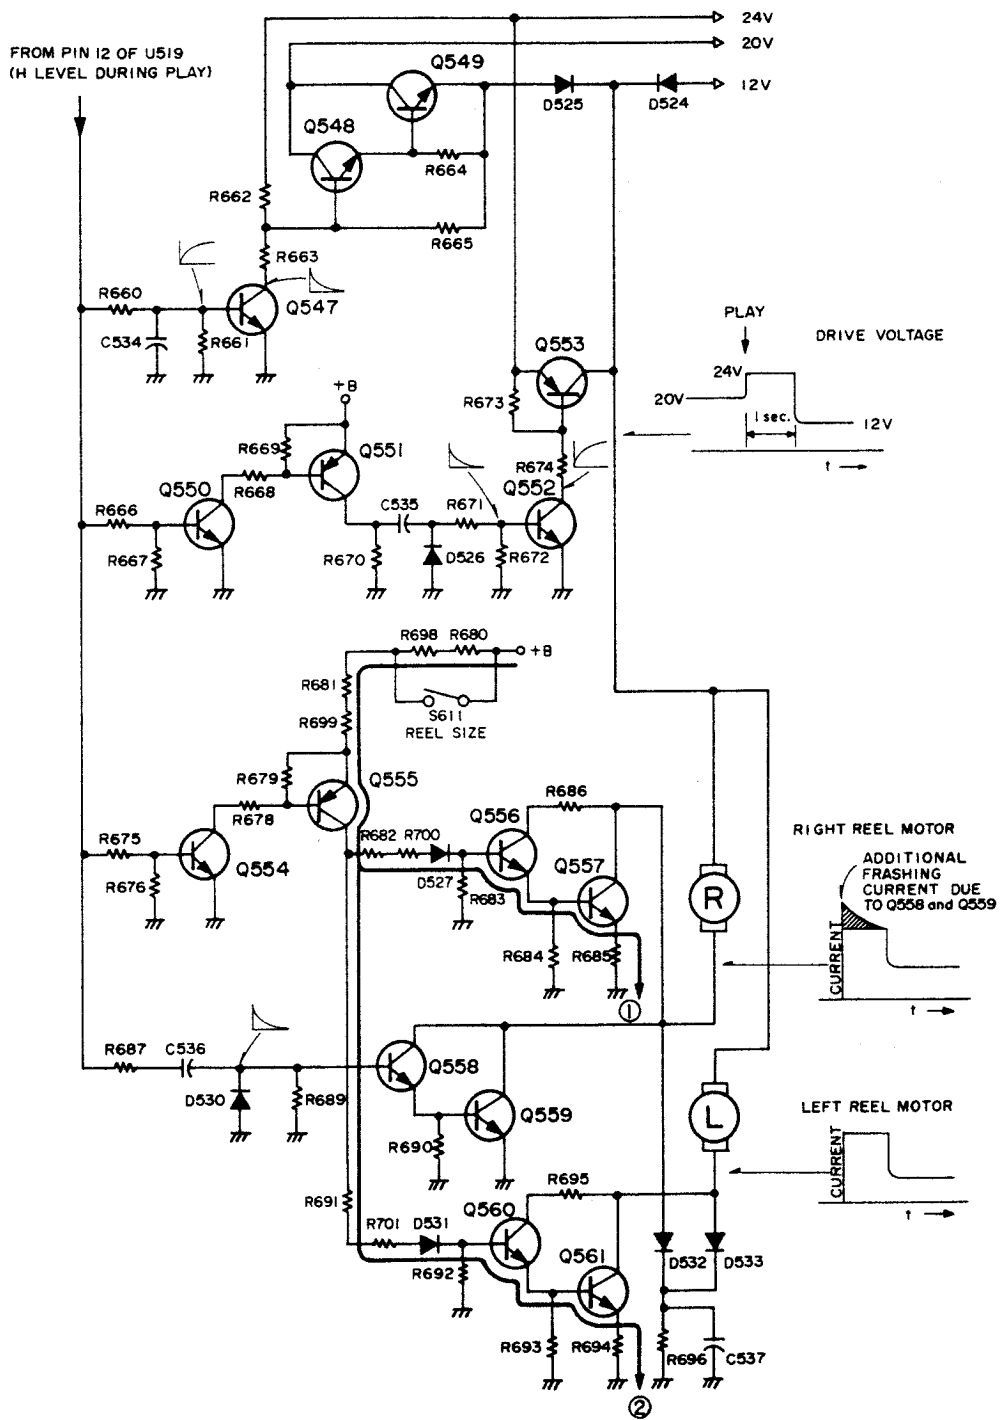 24V
FROM PIN 12 OF U519
(H LEVEL DURING PLAY)
20V
Q549
12V
D525
D524
Q548
R664
R662
R665
R663
R660
Q547
C534
R661
PLAY
DRIVE VOLTAGE
Q553
24V
+B
20V
R673
1 sec.
12V
R669
Q551
R674
t
R668
Q550
Q552
C535
R671
R666
R667
R670
D526
R672
R698
R680
+B
R681
S611
REEL SIZE
R699
R679
Q555
R686
R678
Q556
R682
R700
RIGHT REEL MOTOR
R675
Q557
ADDITIONAL
FRASHING
CURRENT DUE
TO Q558 and Q559
Q554
D527
R683
R676
R
R684
R685
CURRENT
①
t
R687
C536
Q558
D530
R689
Q559
L
LEFT REEL MOTOR
R690
CURRENT
R695
R691
Q560
t
R701
D531
Q561
D532
D533
R692
R693
R694
R696
C537
②